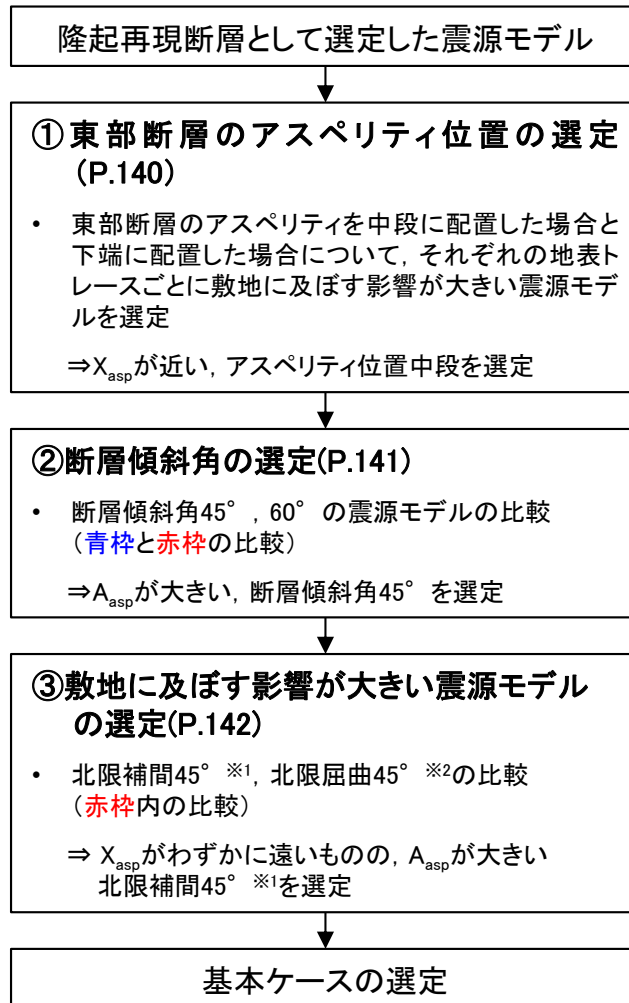 隆起再現断層として選定した震源モデル
①東部断層のアスペリティ位置の選定
(P.140)
• 東部断層のアスペリティを中段に配置した場合と
下端に配置した場合について，それぞれの地表ト
レースごとに敷地に及ぼす影響が大きい震源モデ
ルを選定
⇒Xaspが近い，アスペリティ位置中段を選定
②断層傾斜角の選定(P.141)
• 断層傾斜角45°，60°の震源モデルの比較
（青枠と赤枠の比較）
⇒Aaspが大きい，断層傾斜角45°を選定
③敷地に及ぼす影響が大きい震源モデル
の選定(P.142)
• 北限補間45°※1，北限屈曲45°※2の比較
（赤枠内の比較）
⇒ Xaspがわずかに遠いものの，Aaspが大きい
北限補間45°※1を選定
基本ケースの選定